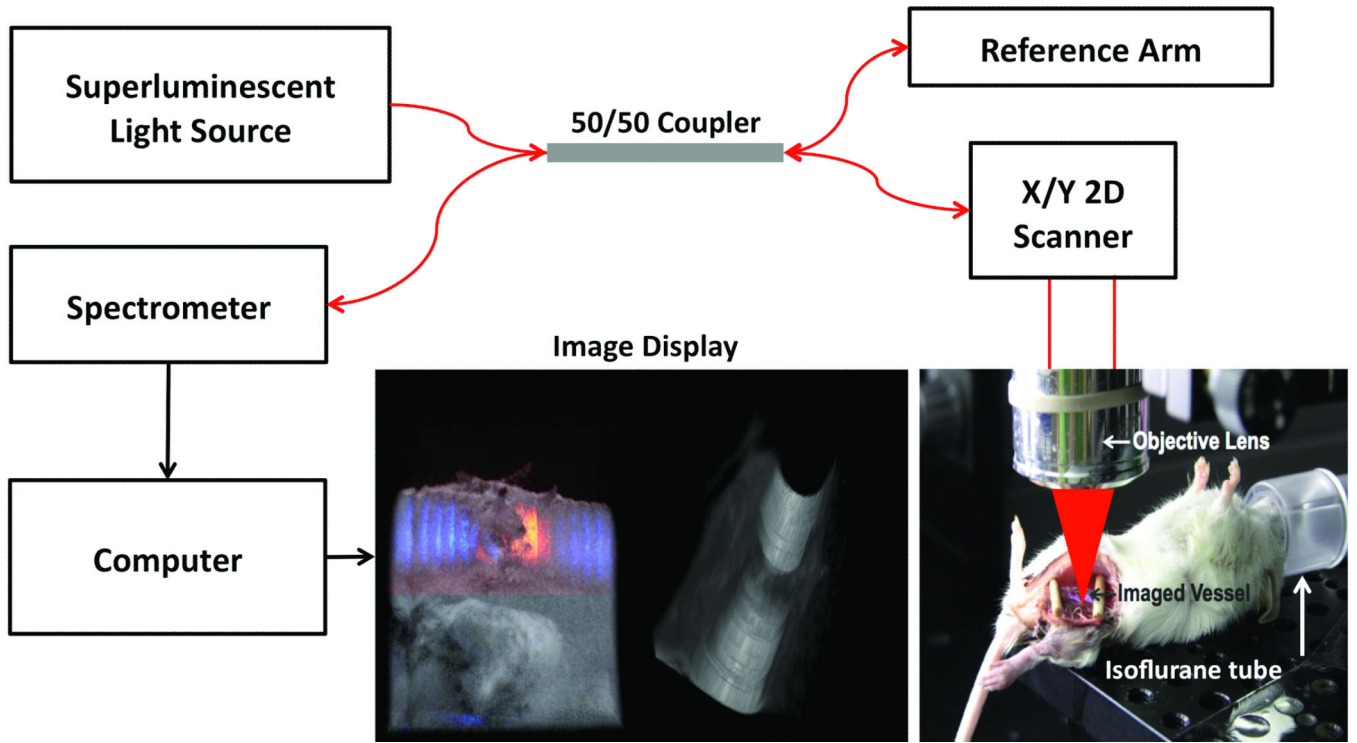 Superluminescent
Light Source
50/50 Coupler
Reference Arm
X/Y 2D
Scanner
Spectrometer
Image Display
Computer
Objective Lens
Imaged Vessel
Isoflurane tube